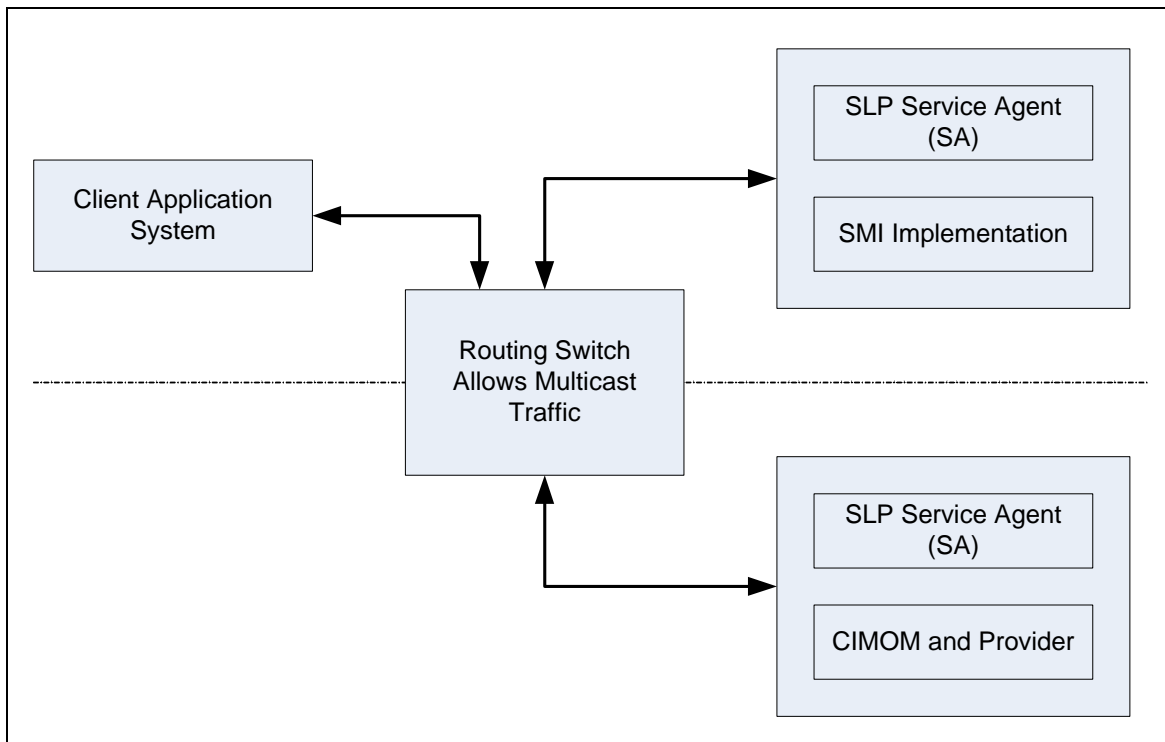 SLP Service Agent
(SA)
Client Application
System
SMI Implementation
Routing Switch
Allows Multicast
Traffic
SLP Service Agent
(SA)
CIMOM and Provider